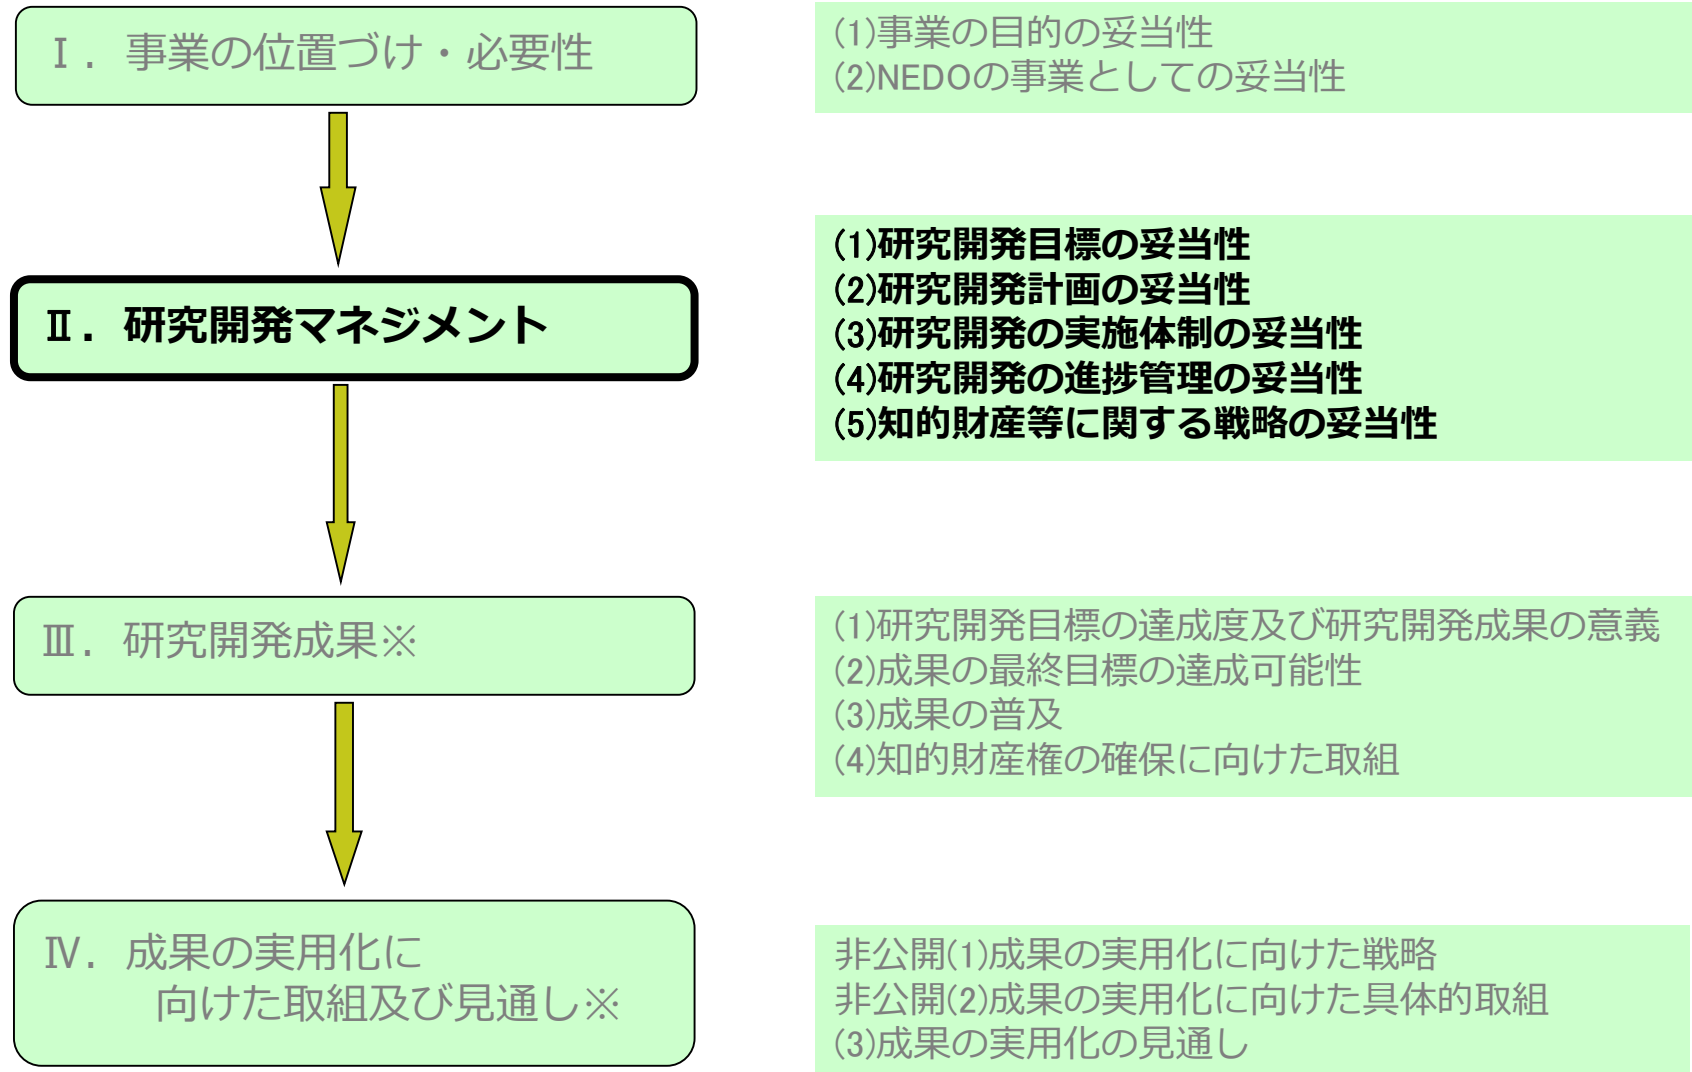 Ⅰ. 事業の位置づけ・必要性
(1)事業の目的の妥当性
(2)NEDOの事業としての妥当性
Ⅱ. 研究開発マネジメント
(1)研究開発目標の妥当性
(2)研究開発計画の妥当性
(3)研究開発の実施体制の妥当性
(4)研究開発の進捗管理の妥当性
(5)知的財産等に関する戦略の妥当性
Ⅲ. 研究開発成果※
(1)研究開発目標の達成度及び研究開発成果の意義
(2)成果の最終目標の達成可能性
(3)成果の普及
(4)知的財産権の確保に向けた取組
Ⅳ. 成果の実用化に
向けた取組及び見通し※
非公開(1)成果の実用化に向けた戦略
非公開(2)成果の実用化に向けた具体的取組
(3)成果の実用化の見通し